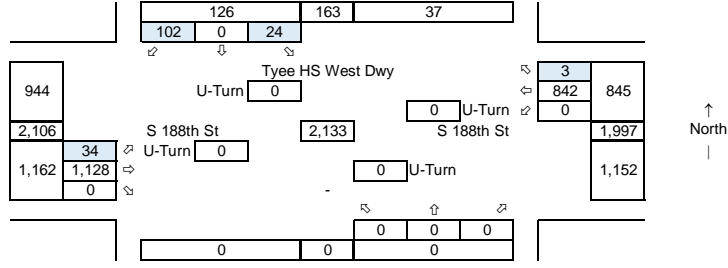 126 163 37
102 0 24
⬃ ⇩ ⬂
Tyee HS West Dwy
⬁ 3
944 U-Turn 0 ⇦ 842 845
0 U-Turn ⬃ 0 ↑
2,106 S 188th St 2,133 S 188th St 1,997 North
34 ⬀ U-Turn 0 |
1,162 1,128 ⇨ 0 U-Turn 1,152
0 ⬂ -
⬁ ⇧ ⬀
0 0 0
0 0 0